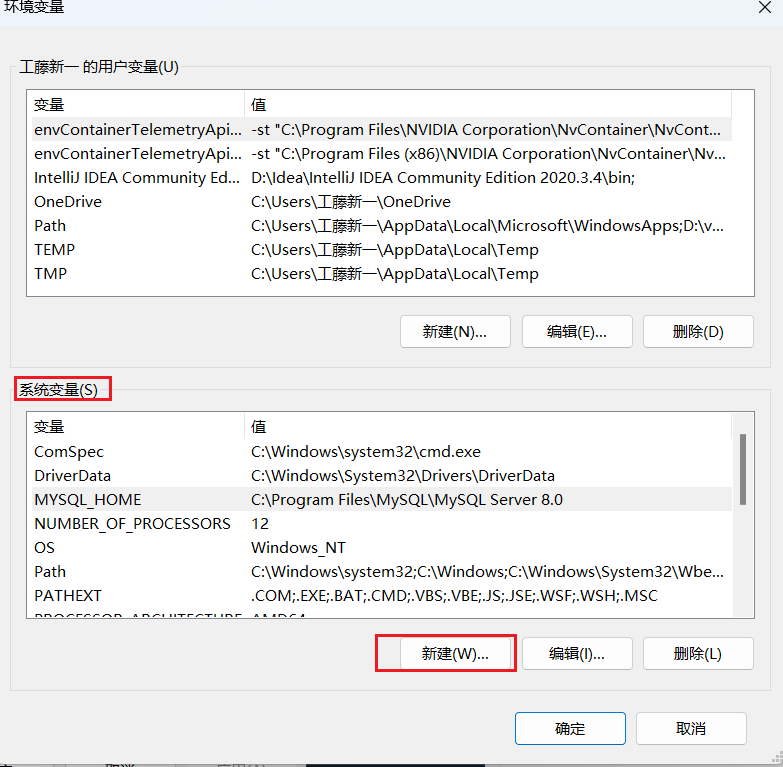 环境变量
工藤新一 的用户变量(U)
变量 值
envContainerTelemetryApi... -st "C:\Program Files\NVIDIA Corporation\NvContainer\NvCont...
envContainerTelemetryApi... -st "C:\Program Files (x86)\NVIDIA Corporation\NvContainer\Nv...
IntelliJ IDEA Community Ed... D:\Idea\IntelliJ IDEA Community Edition 2020.3.4\bin;
OneDrive C:\Users\工藤新一\OneDrive
Path C:\Users\工藤新一\AppData\Local\Microsoft\WindowsApps;D:\v...
TEMP C:\Users\工藤新一\AppData\Local\Temp
TMP C:\Users\工藤新一\AppData\Local\Temp
新建(N)... 编辑(E)... 删除(D)
系统变量(S)
变量 值
ComSpec C:\Windows\system32\cmd.exe
DriverData C:\Windows\System32\Drivers\DriverData
MYSQL_HOME C:\Program Files\MySQL\MySQL Server 8.0
NUMBER_OF_PROCESSORS 12
OS Windows_NT
Path C:\Windows\system32;C:\Windows;C:\Windows\System32\Wbe...
PATHEXT .COM;.EXE;.BAT;.CMD;.VBS;.VBE;.JS;.JSE;.WSF;.WSH;.MSC
PROCESSOR_ARCHITECTURE AMD64
新建(W)... 编辑(I)... 删除(L)
确定 取消